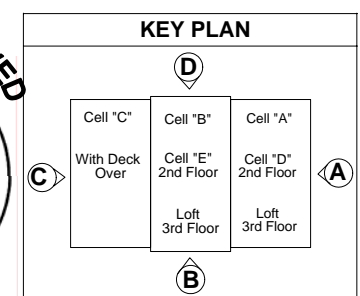 KEY PLAN
D
Cell "C"
With Deck
Over
Cell "B"
Cell "E"
2nd Floor
Loft
3rd Floor
Cell "A"
Cell "D"
2nd Floor
Loft
3rd Floor
C
A
B